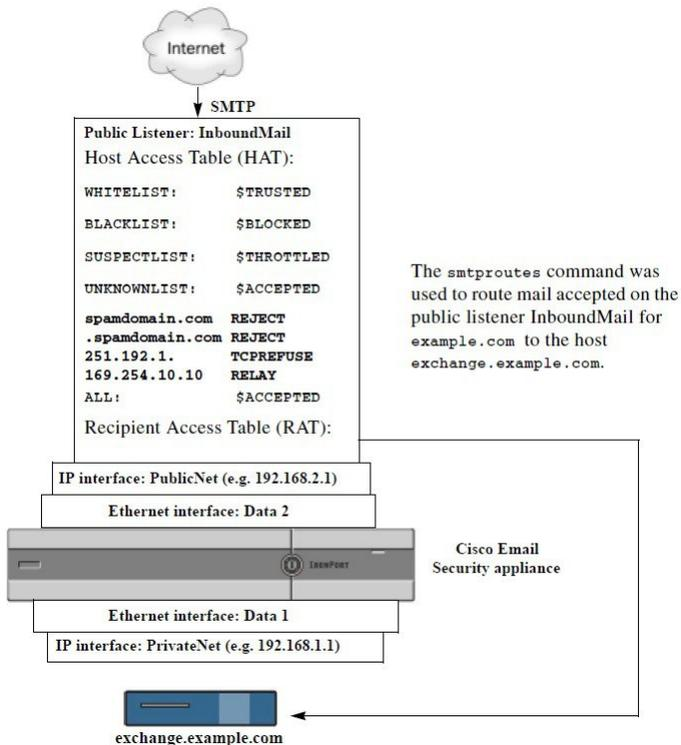 Internet
SMTP
Public Listener: InboundMail
Host Access Table (HAT):
WHITELIST: $TRUSTED
BLACKLIST: $BLOCKED
SUSPECTLIST: $THROTTLED
UNKNOWNLIST: $ACCEPTED
spamdomain.com REJECT
.spamdomain.com REJECT
251.192.1. TCPREFUSE
169.254.10.10 RELAY
ALL: $ACCEPTED
Recipient Access Table (RAT):
The smtproutes command was
used to route mail accepted on the
public listener InboundMail for
example.com to the host
exchange.example.com.
IP interface: PublicNet (e.g. 192.168.2.1)
Ethernet interface: Data 2
IRONPORT
Cisco Email
Security appliance
Ethernet interface: Data 1
IP interface: PrivateNet (e.g. 192.168.1.1)
exchange.example.com